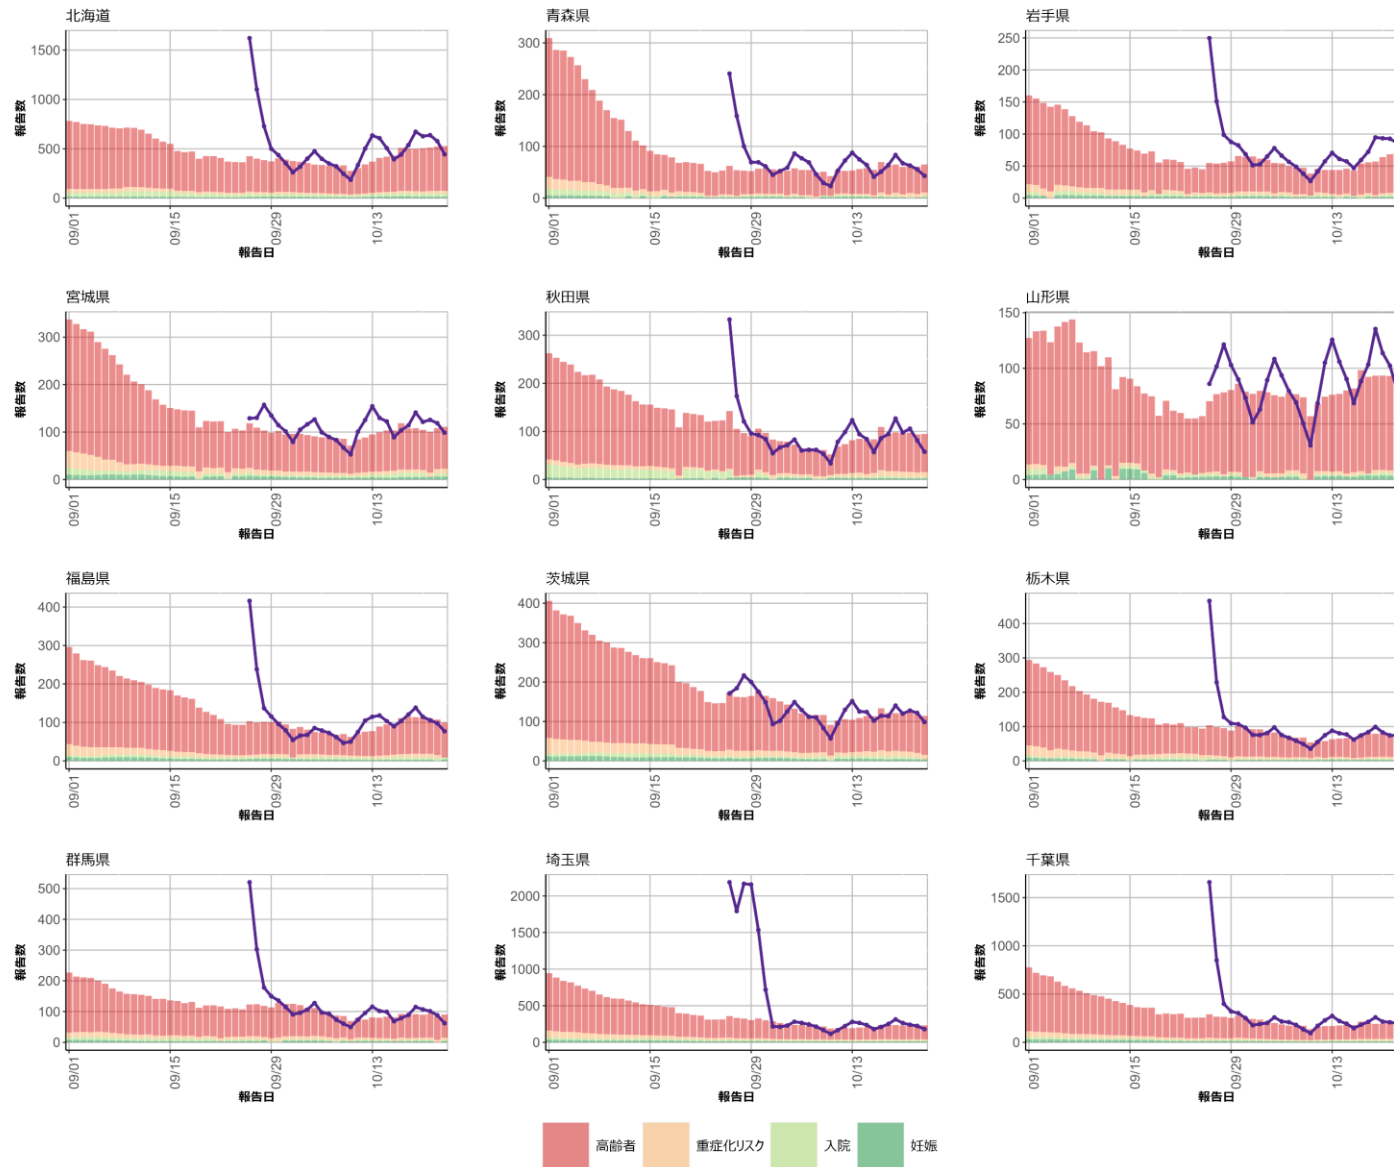 北海道 青森県 岩手県
報告数 1500 1000 500 0 報告数 300 200 100 0 報告数 250 200 150 100 50 0
09/01 09/15 09/29 10/13 09/01 09/15 09/29 10/13 09/01 09/15 09/29 10/13
報告日 報告日 報告日
宮城県 秋田県 山形県
報告数 300 200 100 0 報告数 300 200 100 0 報告数 150 100 50 0
09/01 09/15 09/29 10/13 09/01 09/15 09/29 10/13 09/01 09/15 09/29 10/13
報告日 報告日 報告日
福島県 茨城県 栃木県
報告数 400 300 200 100 0 報告数 400 300 200 100 0 報告数 400 300 200 100 0
09/01 09/15 09/29 10/13 09/01 09/15 09/29 10/13 09/01 09/15 09/29 10/13
報告日 報告日 報告日
群馬県 埼玉県 千葉県
報告数 500 400 300 200 100 0 報告数 2000 1500 1000 500 0 報告数 1500 1000 500 0
09/01 09/15 09/29 10/13 09/01 09/15 09/29 10/13 09/01 09/15 09/29 10/13
報告日 報告日 報告日
高齢者 重症化リスク 入院 妊娠